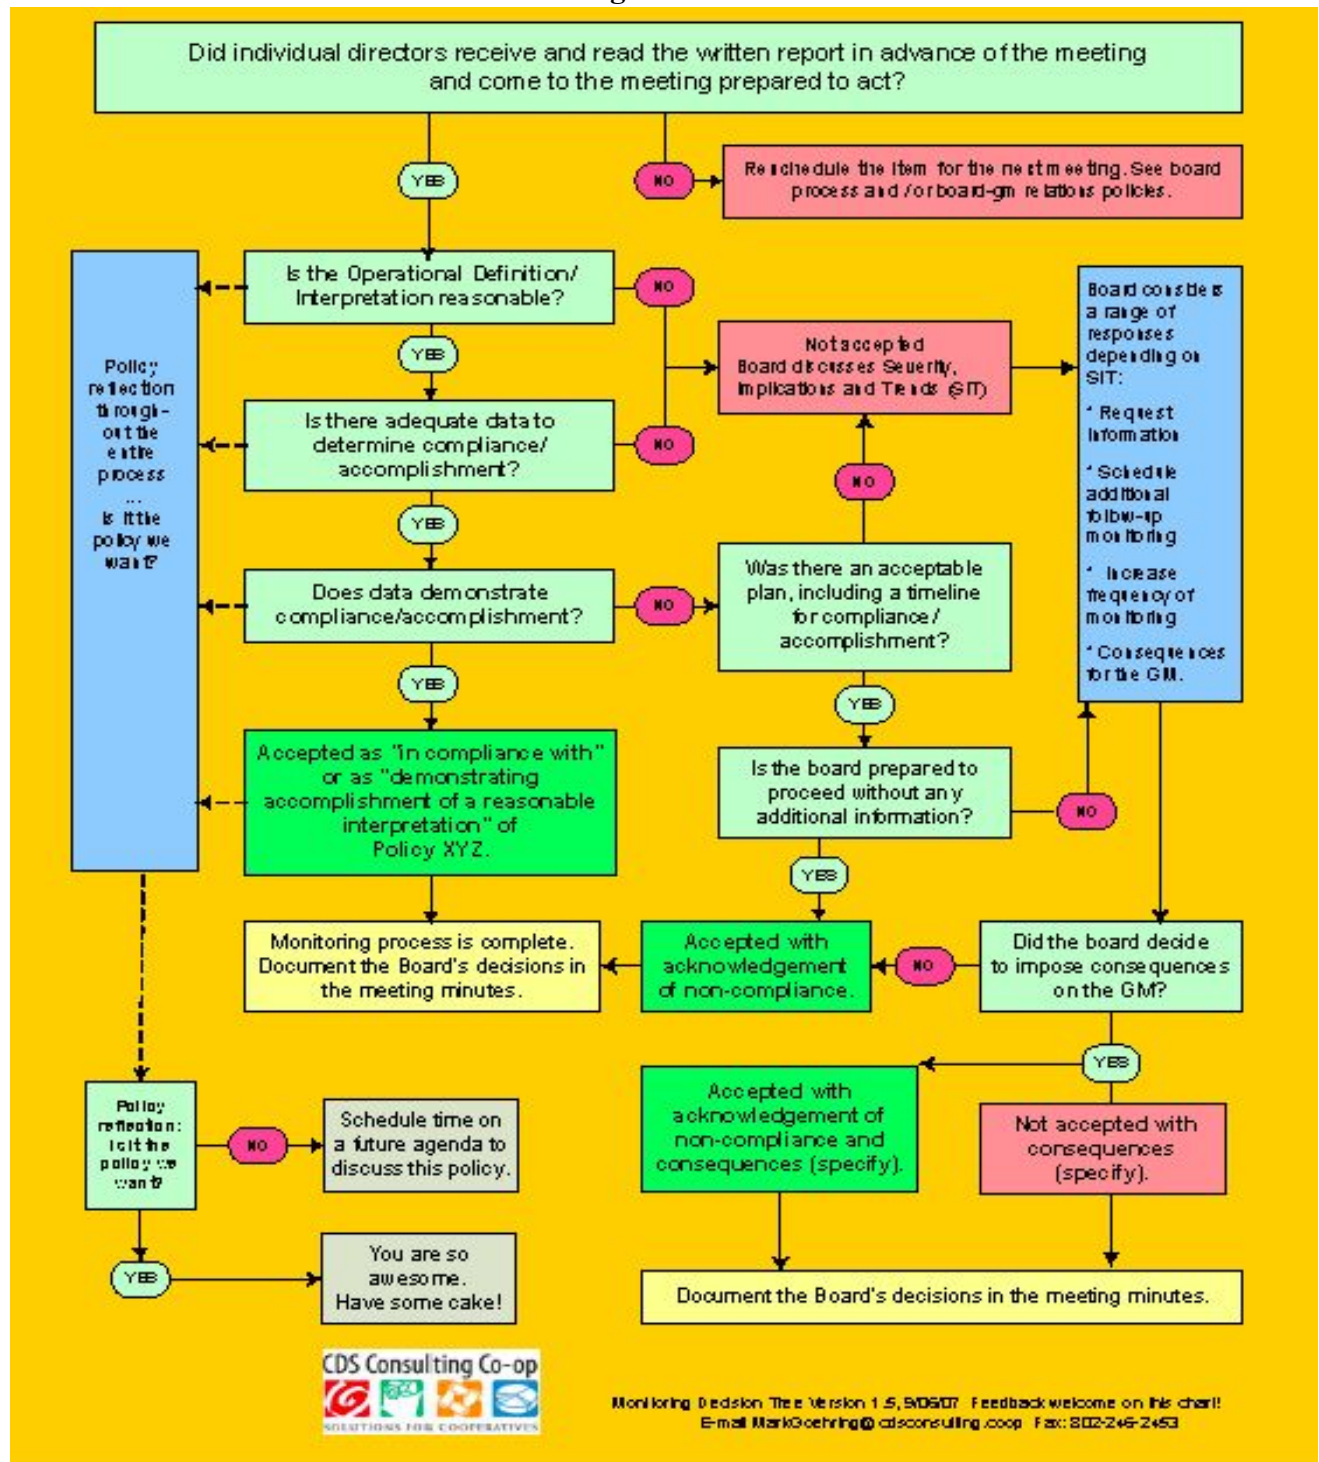 Did individual directors receive and read the written report in advance of the meeting
and come to the meeting prepared to act?
YES
NO
Reschedule the item for the next meeting. See board
process and /or board-gm relations policies.
Is the Operational Definition/
Interpretation reasonable?
NO
YES
Is there adequate data to
determine compliance/
accomplishment?
NO
YES
Does data demonstrate
compliance/accomplishment?
NO
YES
Accepted as "in compliance with"
or as "demonstrating
accomplishment of a reasonable
interpretation" of
Policy XYZ.
Policy
reflection
through-
out the
entire
process
...
Is it the
policy we
want?
Not accepted
Board discusses Severity,
Implications and Trends (SIT)
NO
Was there an acceptable
plan, including a timeline
for compliance/
accomplishment?
YES
Is the board prepared to
proceed without any
additional information?
NO
YES
Board considers
a range of
responses
depending on
SIT:
* Request
Information
* Schedule
additional
follow-up
monitoring
* Increase
frequency of
monitoring
* Consequences
for the GM.
Monitoring process is complete.
Document the Board's decisions in
the meeting minutes.
Accepted with
acknowledgement
of non-compliance.
NO
Did the board decide
to impose consequences
on the GM?
YES
Accepted with
acknowledgement of
non-compliance and
consequences (specify).
Not accepted with
consequences
(specify).
Policy
reflection:
is it the
policy we
want?
NO
Schedule time on
a future agenda to
discuss this policy.
YES
You are so
awesome.
Have some cake!
Document the Board's decisions in the meeting minutes.
CDS Consulting Co-op
SOLUTIONS FOR COOPERATIVES
Monitoring Decision Tree Version 1.5, 9/06/07 Feedback welcome on this chart!
E-mail MarkGoehring@cdsconsulting.coop Fax: 802-246-2453